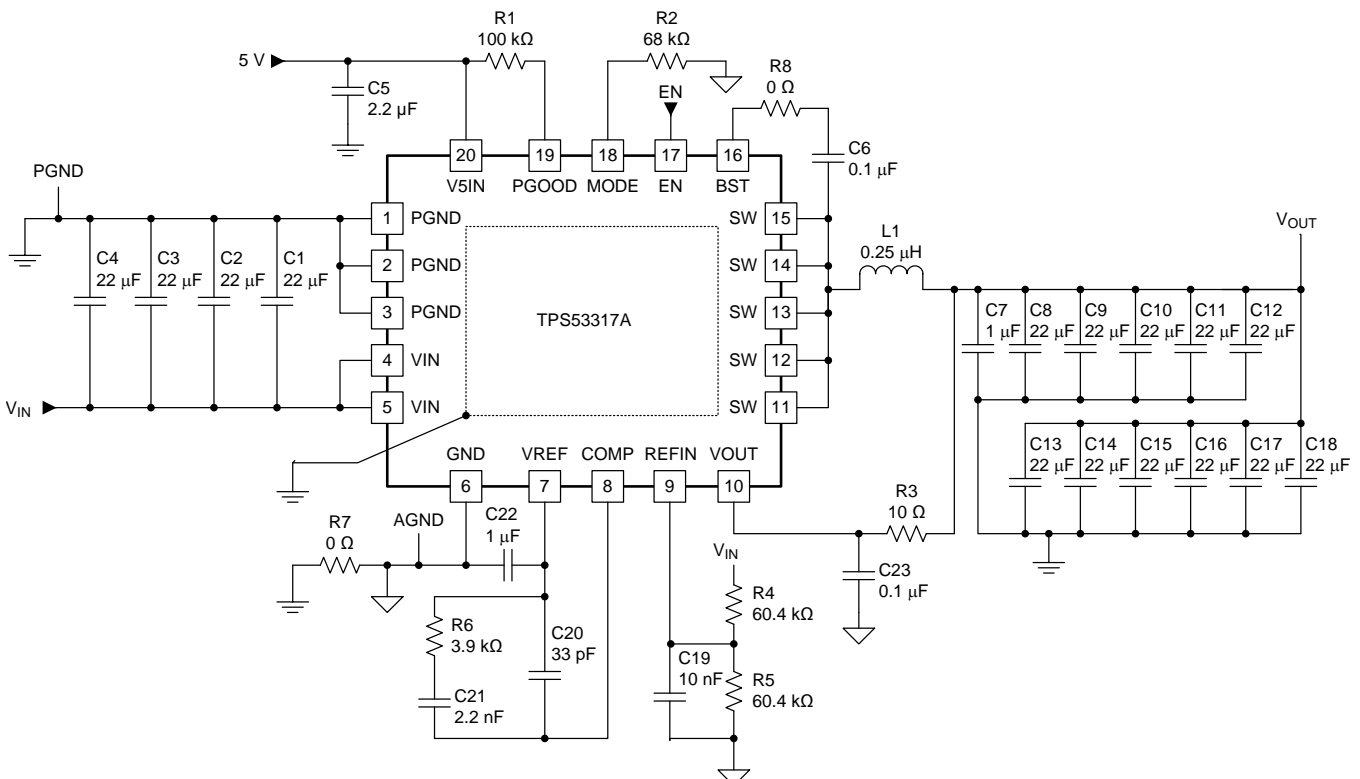 R1
100 kΩ
R2
68 kΩ
5 V
C5
2.2 µF
EN
R8
0 Ω
C6
0.1 µF
20
19
18
17
16
V5IN
PGOOD
MODE
EN
BST
PGND
C4
22 µF
C3
22 µF
C2
22 µF
C1
22 µF
VIN
1
PGND
2
PGND
3
PGND
4
VIN
5
VIN
TPS53317A
SW
15
SW
14
SW
13
SW
12
SW
11
L1
0.25 µH
VOUT
C7
1 µF
C8
22 µF
C9
22 µF
C10
22 µF
C11
22 µF
C12
22 µF
C13
22 µF
C14
22 µF
C15
22 µF
C16
22 µF
C17
22 µF
C18
22 µF
GND
VREF
COMP
REFIN
VOUT
6
7
8
9
10
R7
0 Ω
AGND
C22
1 µF
R6
3.9 kΩ
C21
2.2 nF
C20
33 pF
VIN
R4
60.4 kΩ
C19
10 nF
R5
60.4 kΩ
R3
10 Ω
C23
0.1 µF